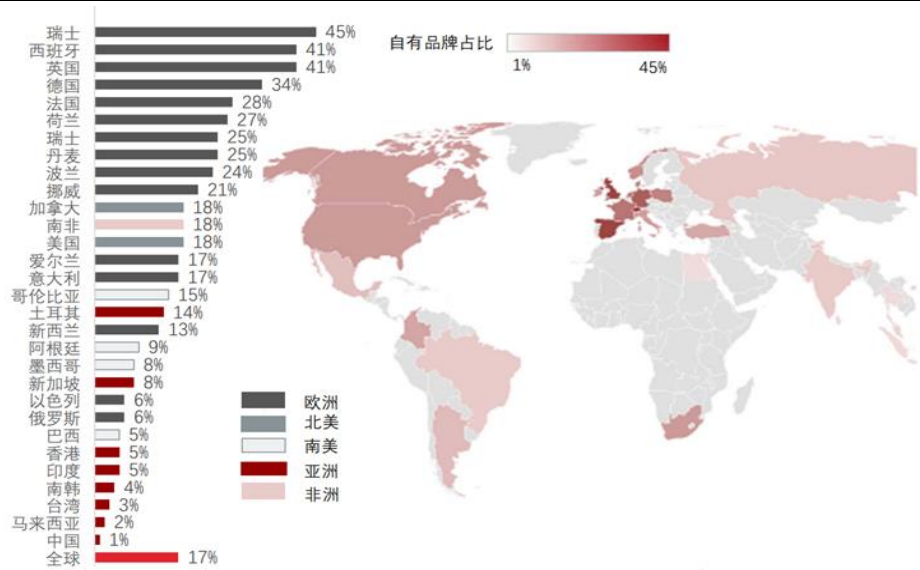 瑞士 45%
西班牙 41%
英国 41%
德国 34%
法国 28%
荷兰 27%
瑞士 25%
丹麦 25%
波兰 24%
挪威 21%
加拿大 18%
南非 18%
美国 18%
爱尔兰 17%
意大利 17%
哥伦比亚 15%
土耳其 14%
新西兰 13%
阿根廷 9%
墨西哥 8%
新加坡 8%
以色列 6%
俄罗斯 6%
巴西 5%
香港 5%
印度 5%
南韩 4%
台湾 3%
马来西亚 2%
中国 1%
全球 17%
自有品牌占比
1% 45%
欧洲
北美
南美
亚洲
非洲